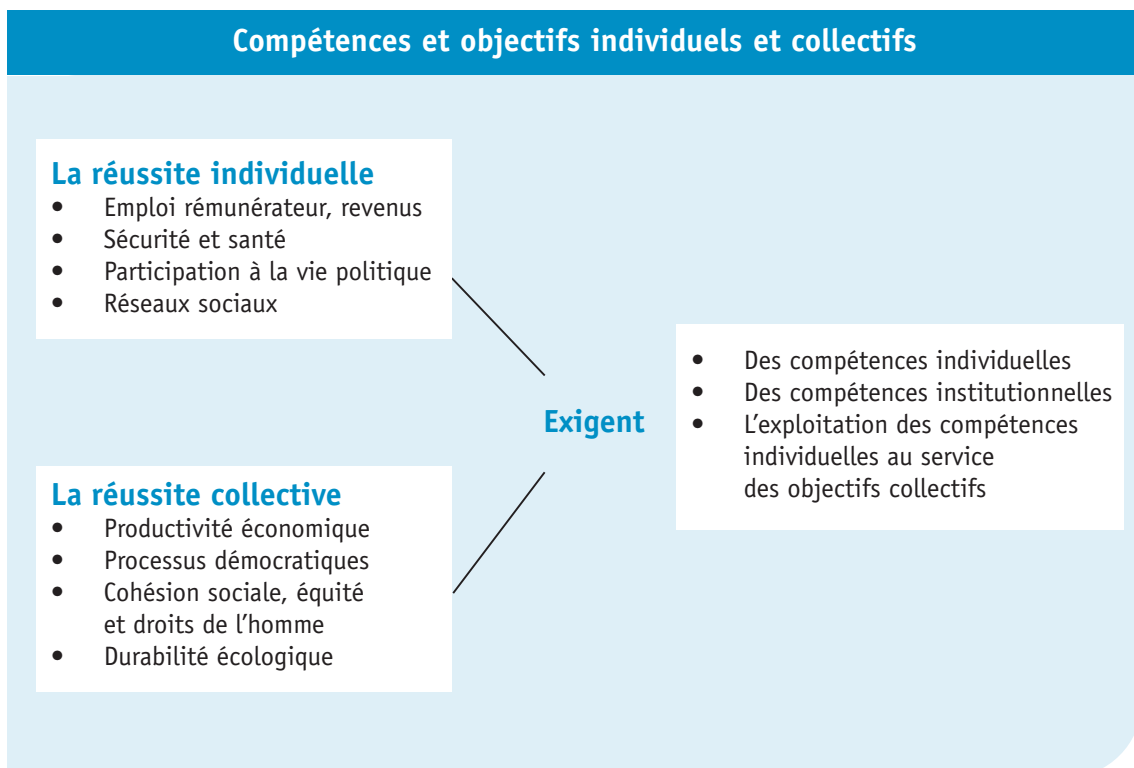 Compétences et objectifs individuels et collectifs
La réussite individuelle
• Emploi rémunérateur, revenus
• Sécurité et santé
• Participation à la vie politique
• Réseaux sociaux
Exigent
• Des compétences individuelles
• Des compétences institutionnelles
• L’exploitation des compétences
individuelles au service
des objectifs collectifs
La réussite collective
• Productivité économique
• Processus démocratiques
• Cohésion sociale, équité
et droits de l’homme
• Durabilité écologique